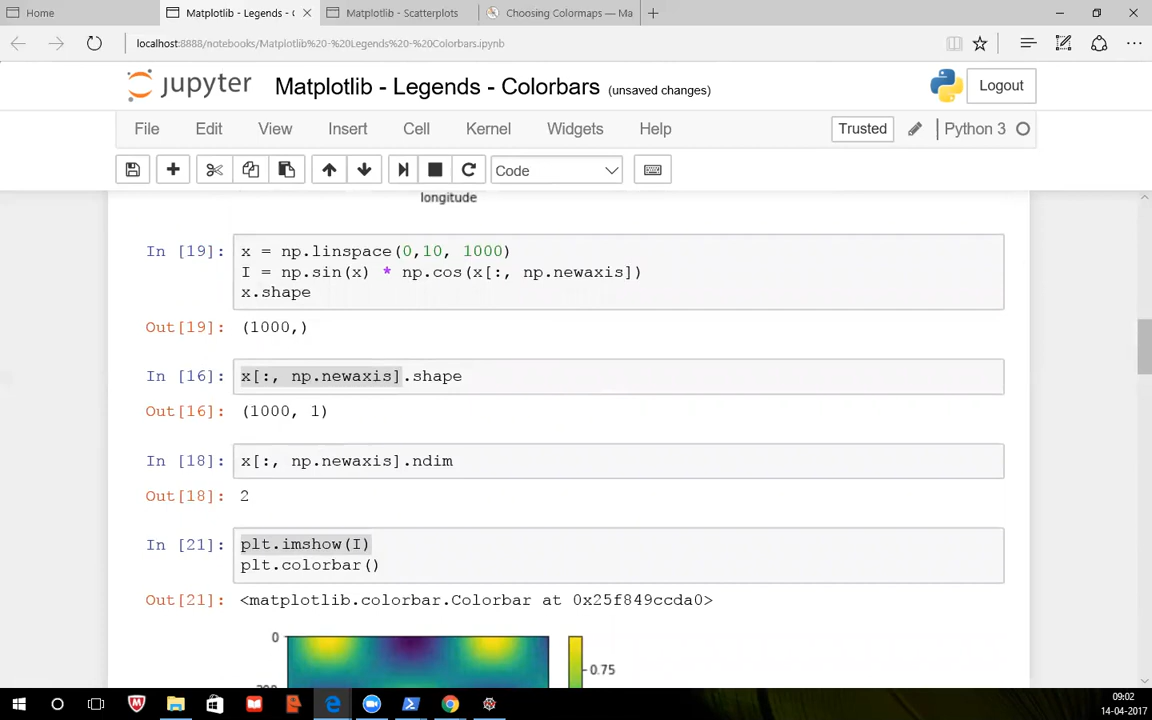 Home
Matplotlib - Legends - C
Matplotlib - Scatterplots
Choosing Colormaps — Ma
localhost:8888/notebooks/Matplotlib%20-%20Legends%20-%20Colorbars.ipynb
jupyter
Matplotlib - Legends - Colorbars (unsaved changes)
Logout
File Edit View Insert Cell Kernel Widgets Help
Trusted
Python 3
Code
longitude
In [19]: x = np.linspace(0,10, 1000)
I = np.sin(x) * np.cos(x[:, np.newaxis])
x.shape
Out[19]: (1000,)
In [16]: x[:, np.newaxis].shape
Out[16]: (1000, 1)
In [18]: x[:, np.newaxis].ndim
Out[18]: 2
In [21]: plt.imshow(I)
plt.colorbar()
Out[21]: <matplotlib.colorbar.Colorbar at 0x25f849ccda0>
0
0.75
09:02
14-04-2017